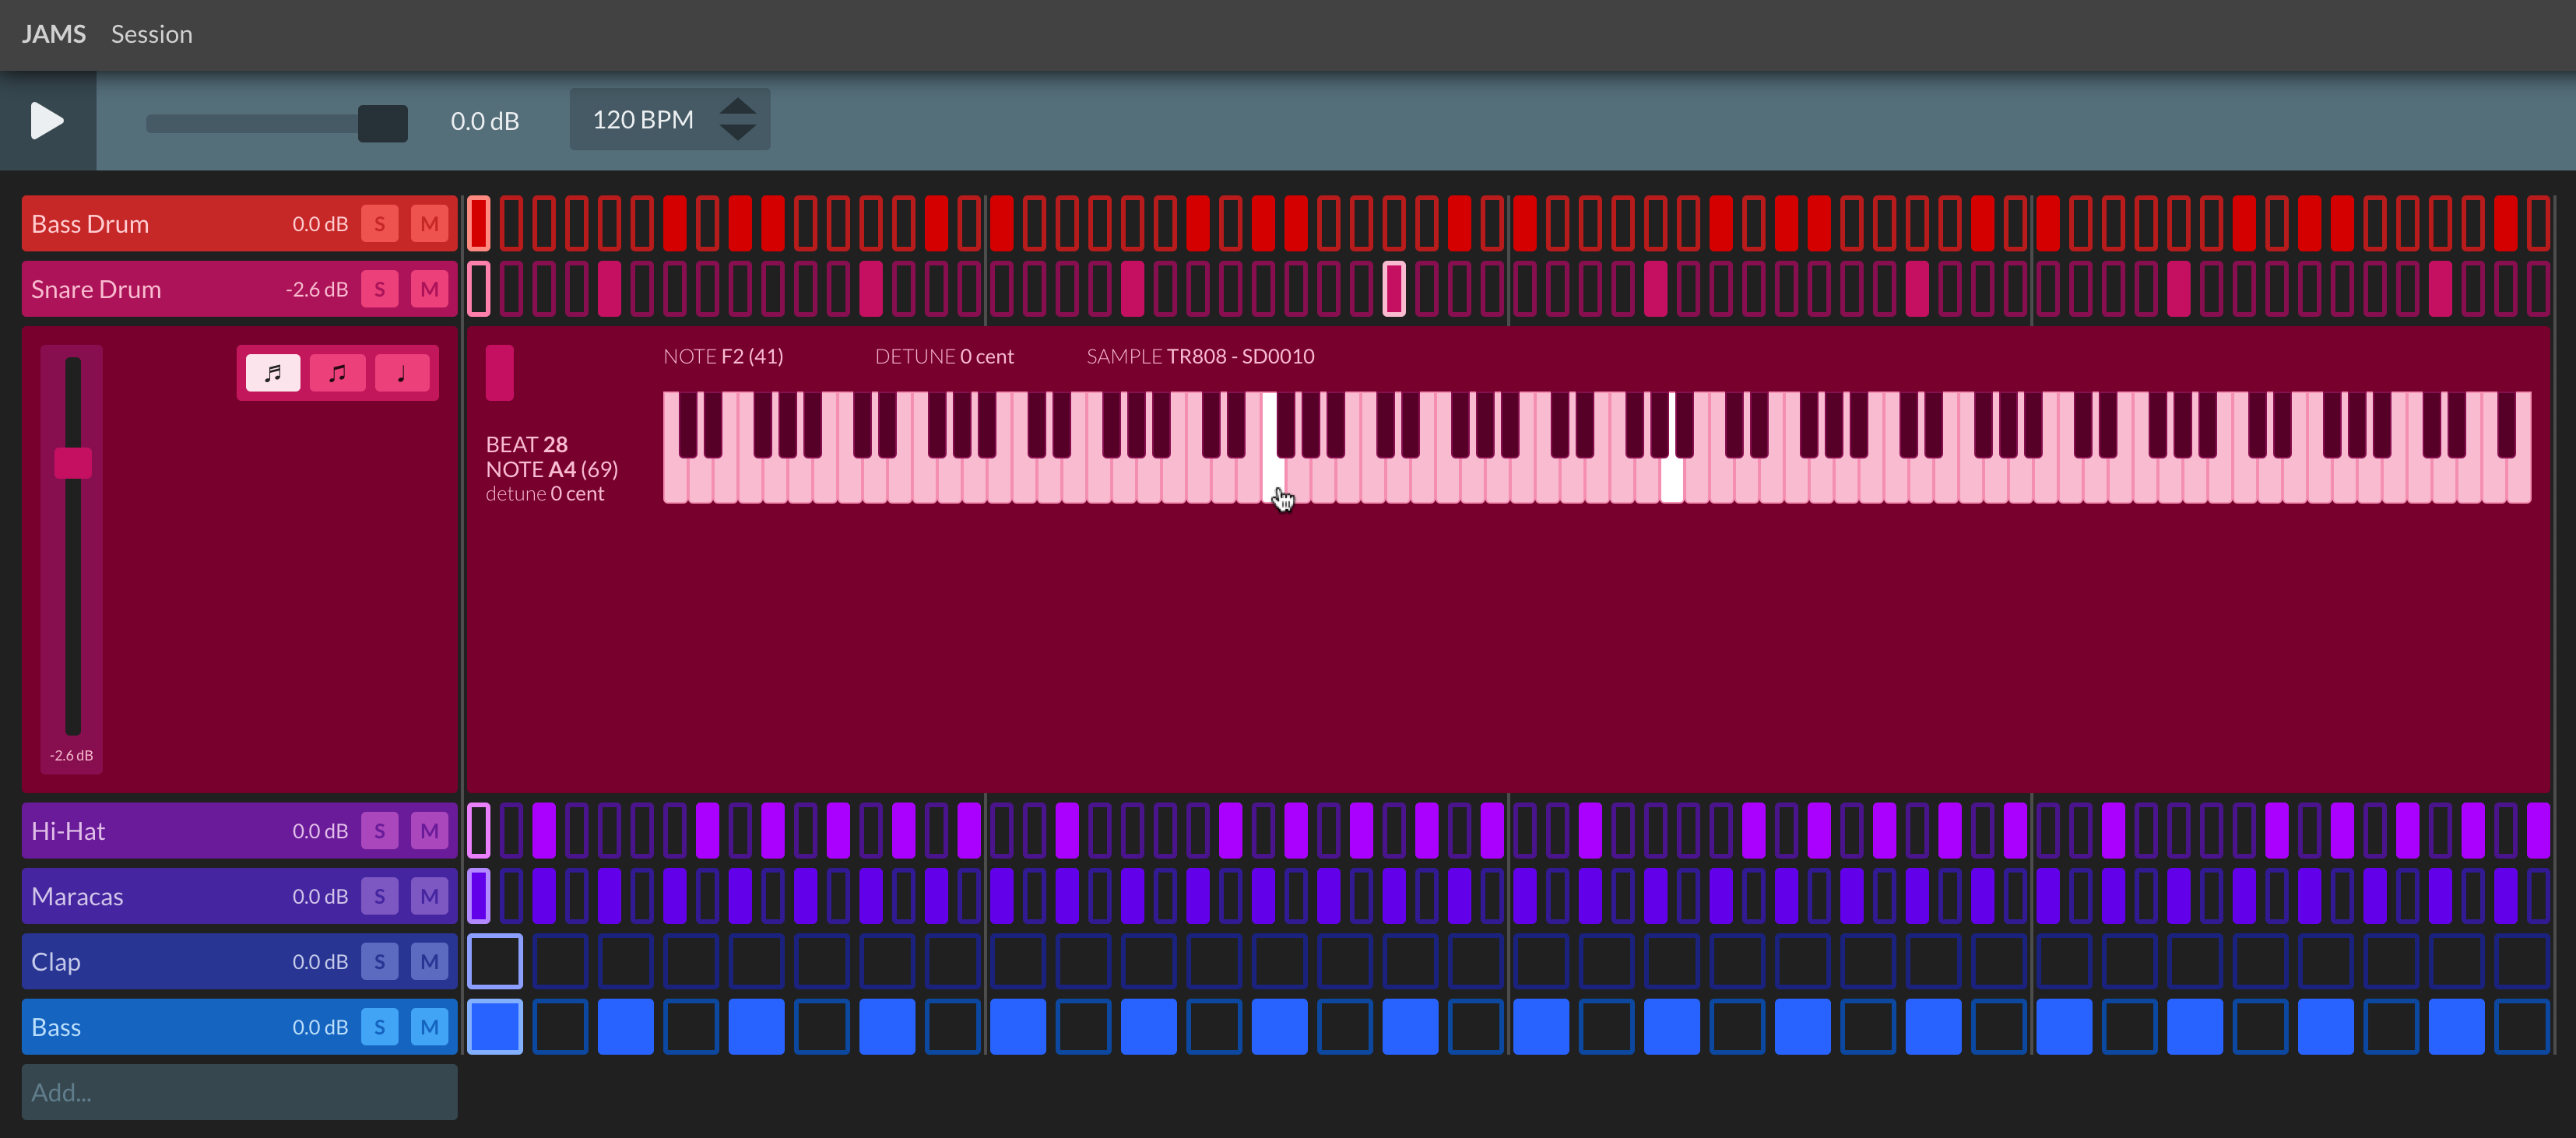 JAMS Session
0.0 dB 120 BPM
Bass Drum 0.0 dB S M
Snare Drum -2.6 dB S M
NOTE F2 (41) DETUNE 0 cent SAMPLE TR808 - SD0010
BEAT 28
NOTE A4 (69)
detune 0 cent
-2.6 dB
Hi-Hat 0.0 dB S M
Maracas 0.0 dB S M
Clap 0.0 dB S M
Bass 0.0 dB S M
Add...